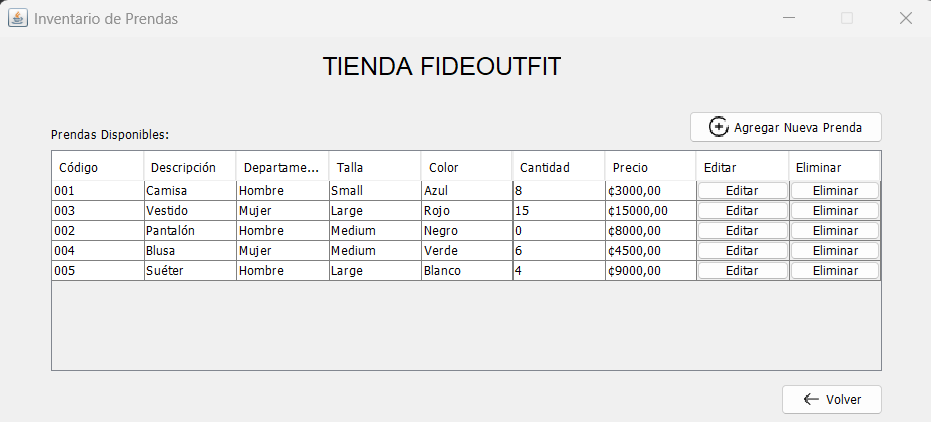 Inventario de Prendas
TIENDA FIDEOUTFIT
Agregar Nueva Prenda
Prendas Disponibles:
Código Descripción Departame... Talla Color Cantidad Precio Editar Eliminar
001 Camisa Hombre Small Azul 8 ¢3000,00 Editar Eliminar
003 Vestido Mujer Large Rojo 15 ¢15000,00 Editar Eliminar
002 Pantalón Hombre Medium Negro 0 ¢8000,00 Editar Eliminar
004 Blusa Mujer Medium Verde 6 ¢4500,00 Editar Eliminar
005 Suéter Hombre Large Blanco 4 ¢9000,00 Editar Eliminar
Volver